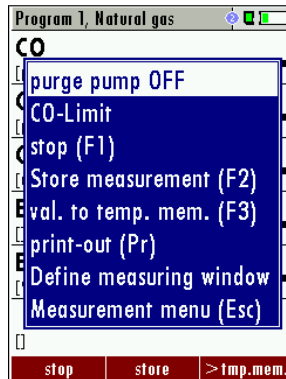 Program 1, Natural gas
CO
purge pump OFF
CO-Limit
stop (F1)
Store measurement (F2)
val. to temp. mem. (F3)
print-out (Pr)
Define measuring window
Measurement menu (Esc)
stop store >tmp.mem.